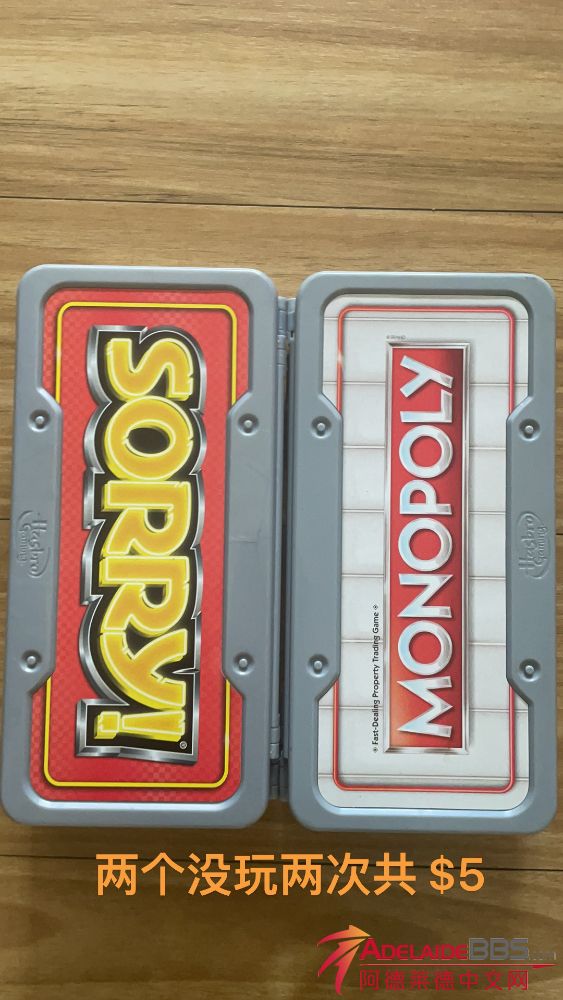 SORRY!
®
MONOPOLY
Fast-Dealing Property Trading Game
Hasbro
Gaming
Hasbro
Gaming
两个没玩两次共 $5
ADELAIDEBBS.com
阿德莱德中文网